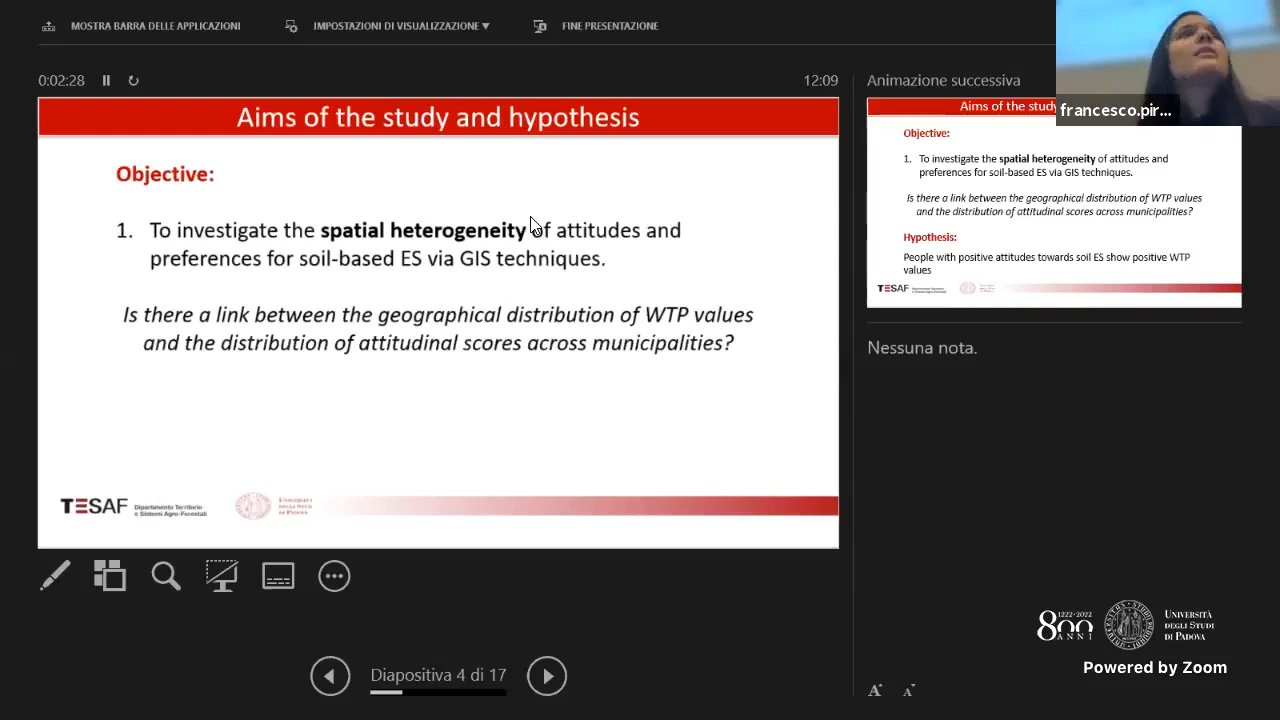 MOSTRA BARRA DELLE APPLICAZIONI
IMPOSTAZIONI DI VISUALIZZAZIONE ▼
FINE PRESENTAZIONE
0:02:28
12:09
Aims of the study and hypothesis
Objective:
1. To investigate the spatial heterogeneity of attitudes and
preferences for soil-based ES via GIS techniques.
Is there a link between the geographical distribution of WTP values
and the distribution of attitudinal scores across municipalities?
TESAF
Dipartimento Territorio
e Sistemi Agro-Forestali
Università
degli Studi
di Padova
Diapositiva 4 di 17
Animazione successiva
francesco.pir...
Aims of the study
Objective:
1. To investigate the spatial heterogeneity of attitudes and
preferences for soil-based ES via GIS techniques.
Is there a link between the geographical distribution of WTP values
and the distribution of attitudinal scores across municipalities?
Hypothesis:
People with positive attitudes towards soil ES show positive WTP
values
TESAF
Nessuna nota.
1222·2022
800
ANNI
Università
degli Studi
di Padova
Powered by Zoom
A A